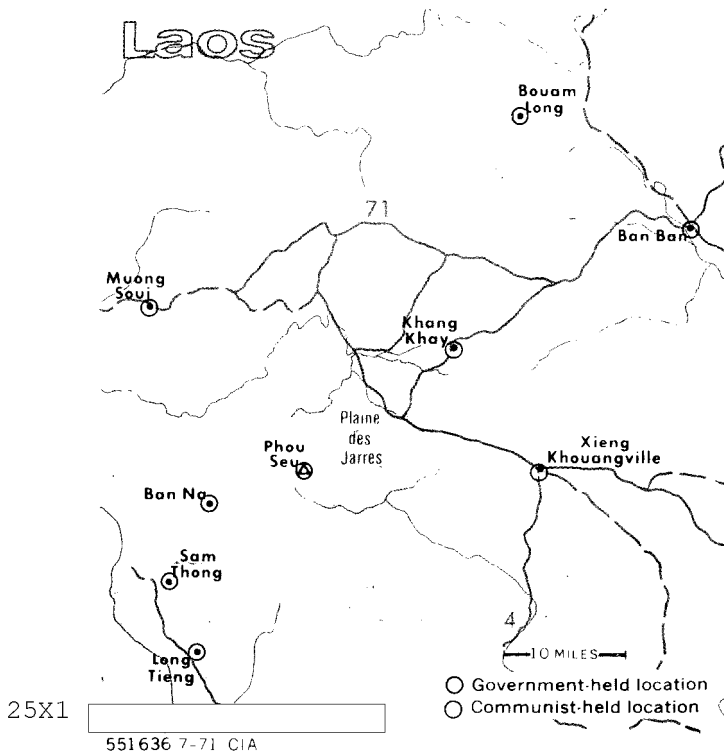 Laos
Bouam
Long
71
Ban Ban
Muong
Soui
Khang
Khay
Plaine
des
Jarres
Phou
Seu
Xieng
Khouangville
Ban Na
Sam
Thong
4
10 MILES
Long
Tieng
Government-held location
Communist-held location
25X1
551636 7-71 CIA